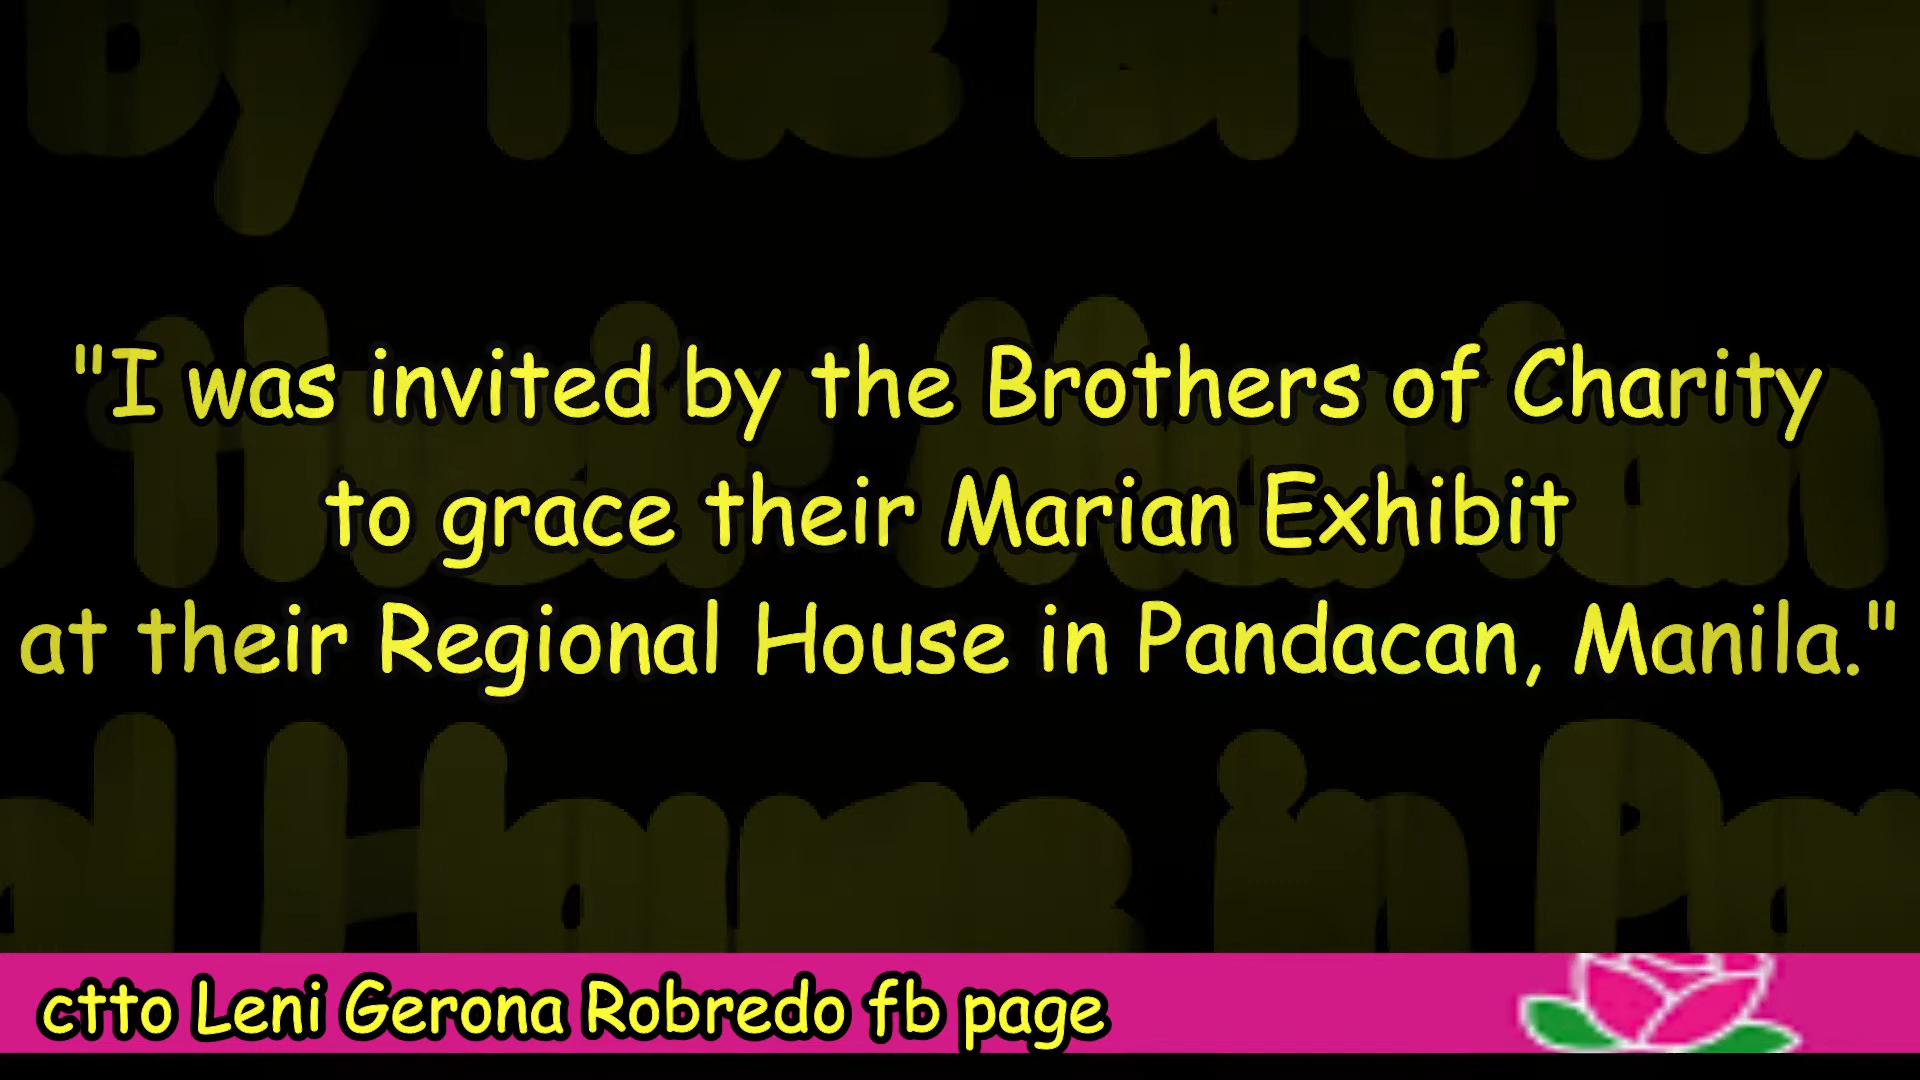 "I was invited by the Brothers of Charity
to grace their Marian Exhibit
at their Regional House in Pandacan, Manila."
ctto Leni Gerona Robredo fb page